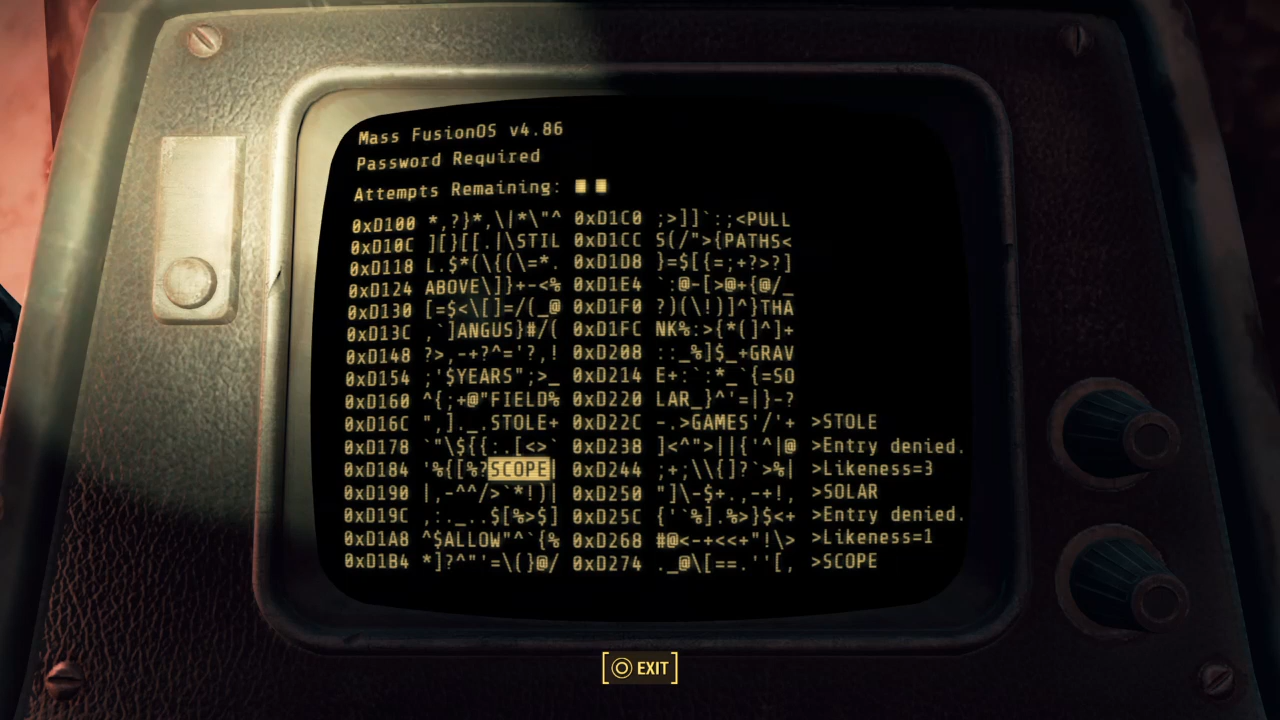 Mass FusionOS v4.86
Password Required
Attempts Remaining: ■ ■
0xD100 *,?}*,\|*\"^ 0xD1C0 ;>]]`:;<PULL
0xD10C ][}[[.|\STIL 0xD1CC S(/">{PATHS<
0xD118 L.$*(\{(\=*. 0xD1D8 }=$[{=;+?>?]
0xD124 ABOVE\]}+-<% 0xD1E4 `:@-[>@+{@/_
0xD130 [=$<\[]=/(_@ 0xD1F0 ?)(\!)]^}THA
0xD13C ,`]ANGUS}#/( 0xD1FC NK%:>{*(]^]+
0xD148 ?>,-+?^='?,! 0xD208 ::_%]$_+GRAV
0xD154 ;'$YEARS";>_ 0xD214 E+:`:*_`{=SO
0xD160 ^{;+@"FIELD% 0xD220 LAR_}^'=|}-?
0xD16C ",]._.STOLE+ 0xD22C -.>GAMES'/'+ >STOLE
0xD178 `"\${{:.[<>` 0xD238 ]<^">||{'^|@ >Entry denied.
0xD184 '%{[%?SCOPE| 0xD244 ;+;\\{]?`>%| >Likeness=3
0xD190 |,-^^/>`*!)| 0xD250 "]\-$+.,-+!, >SOLAR
0xD19C ,:._..$[%>$] 0xD25C {'`%].%>}$<+ >Entry denied.
0xD1A8 ^$ALLOW"^`{% 0xD268 #@<-+<<+"!\> >Likeness=1
0xD1B4 *]?^"'=\(}@/ 0xD274 ._@\[==.''[, >SCOPE
EXIT